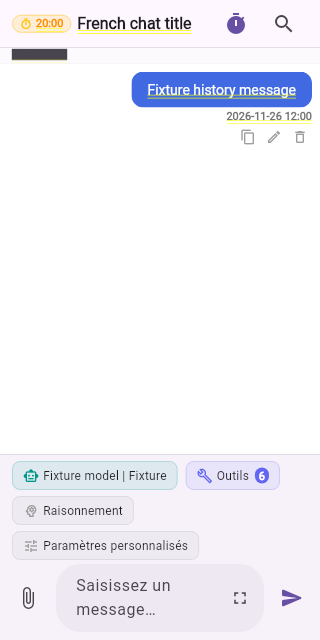 20:00 French chat title
Fixture history message
2026-11-26 12:00
Fixture model | Fixture
Outils 6
Raisonnement
Paramètres personnalisés
Saisissez un
message…